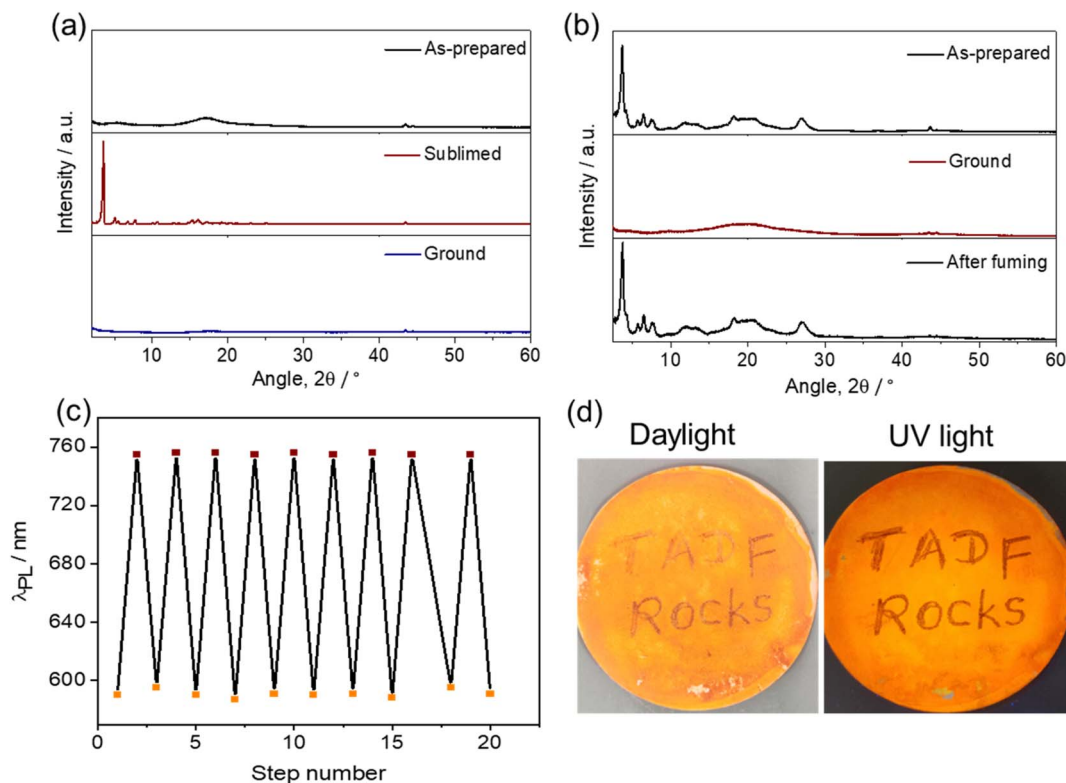 (a)
As-prepared
Sublimed
Ground
Intensity / a.u.
10 20 30 40 50 60
Angle, 2θ / °
(b)
As-prepared
Ground
After fuming
Intensity / a.u.
10 20 30 40 50 60
Angle, 2θ / °
(c)
760
720
680
640
600
λPL / nm
0 5 10 15 20
Step number
(d)
Daylight UV light
TADF
Rocks
TADF
Rocks